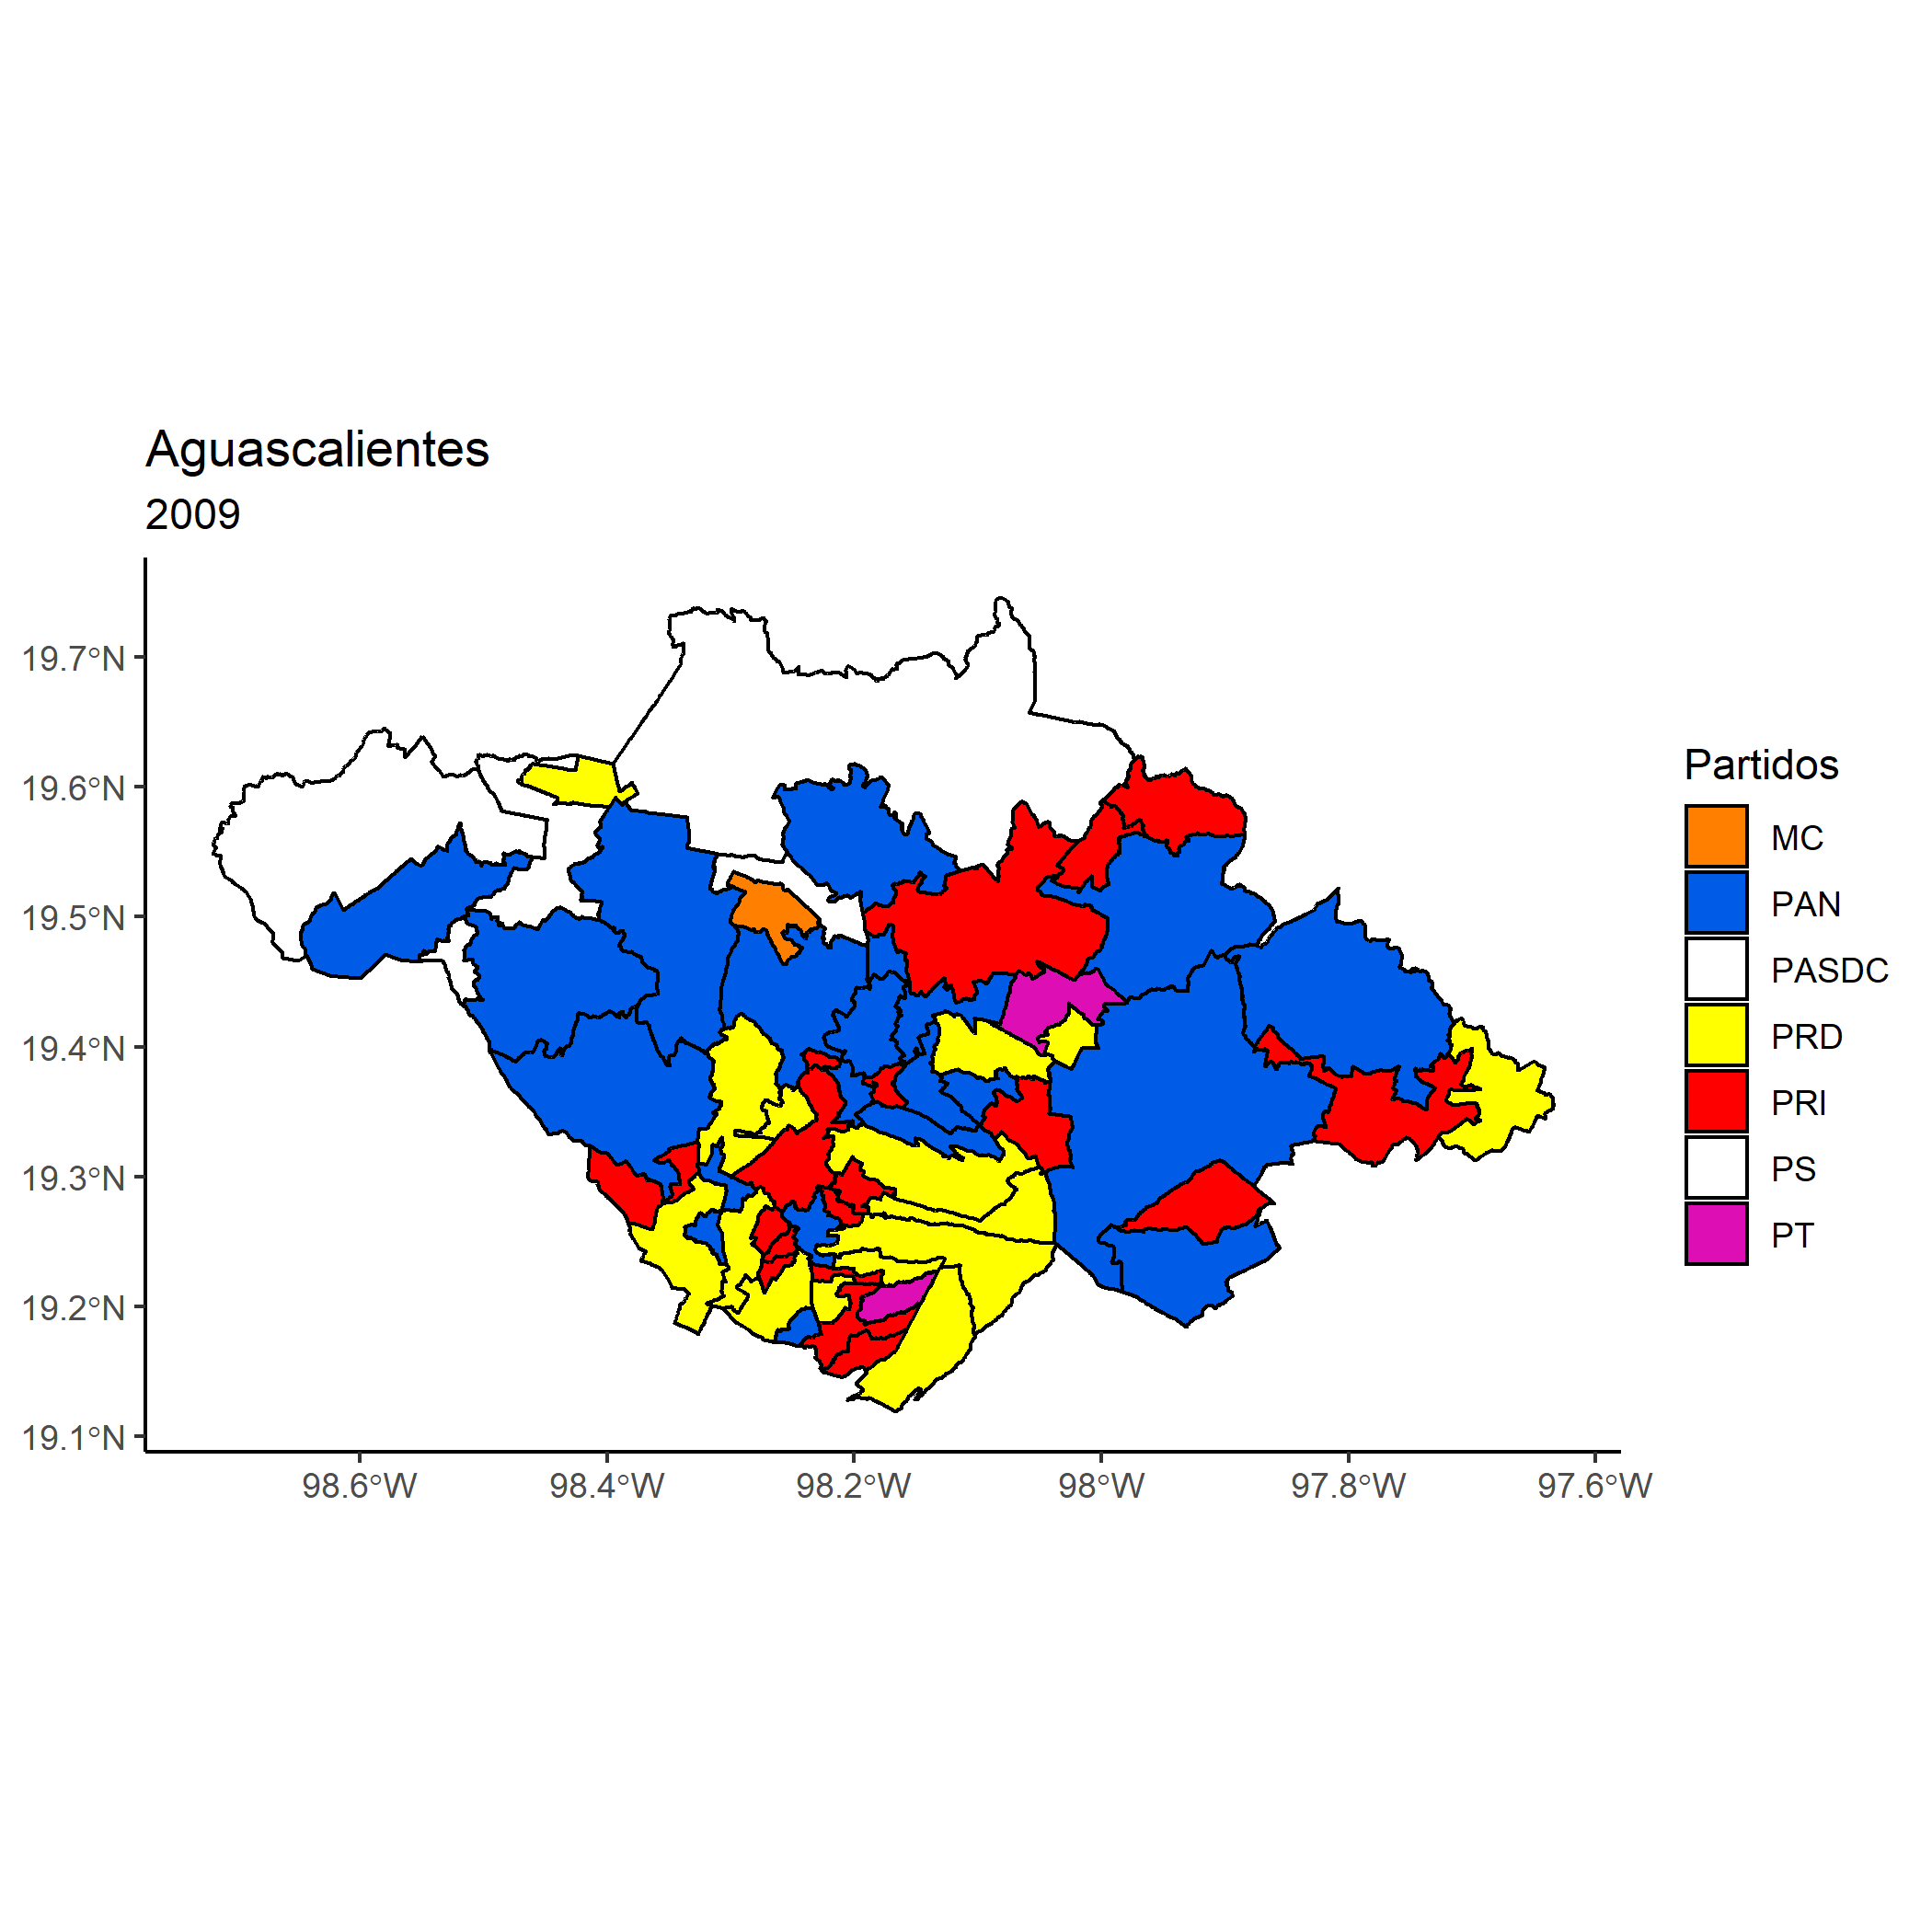 Aguascalientes
2009
19.7°N
19.6°N
19.5°N
19.4°N
19.3°N
19.2°N
19.1°N
98.6°W
98.4°W
98.2°W
98°W
97.8°W
97.6°W
Partidos
MC
PAN
PASDC
PRD
PRI
PS
PT